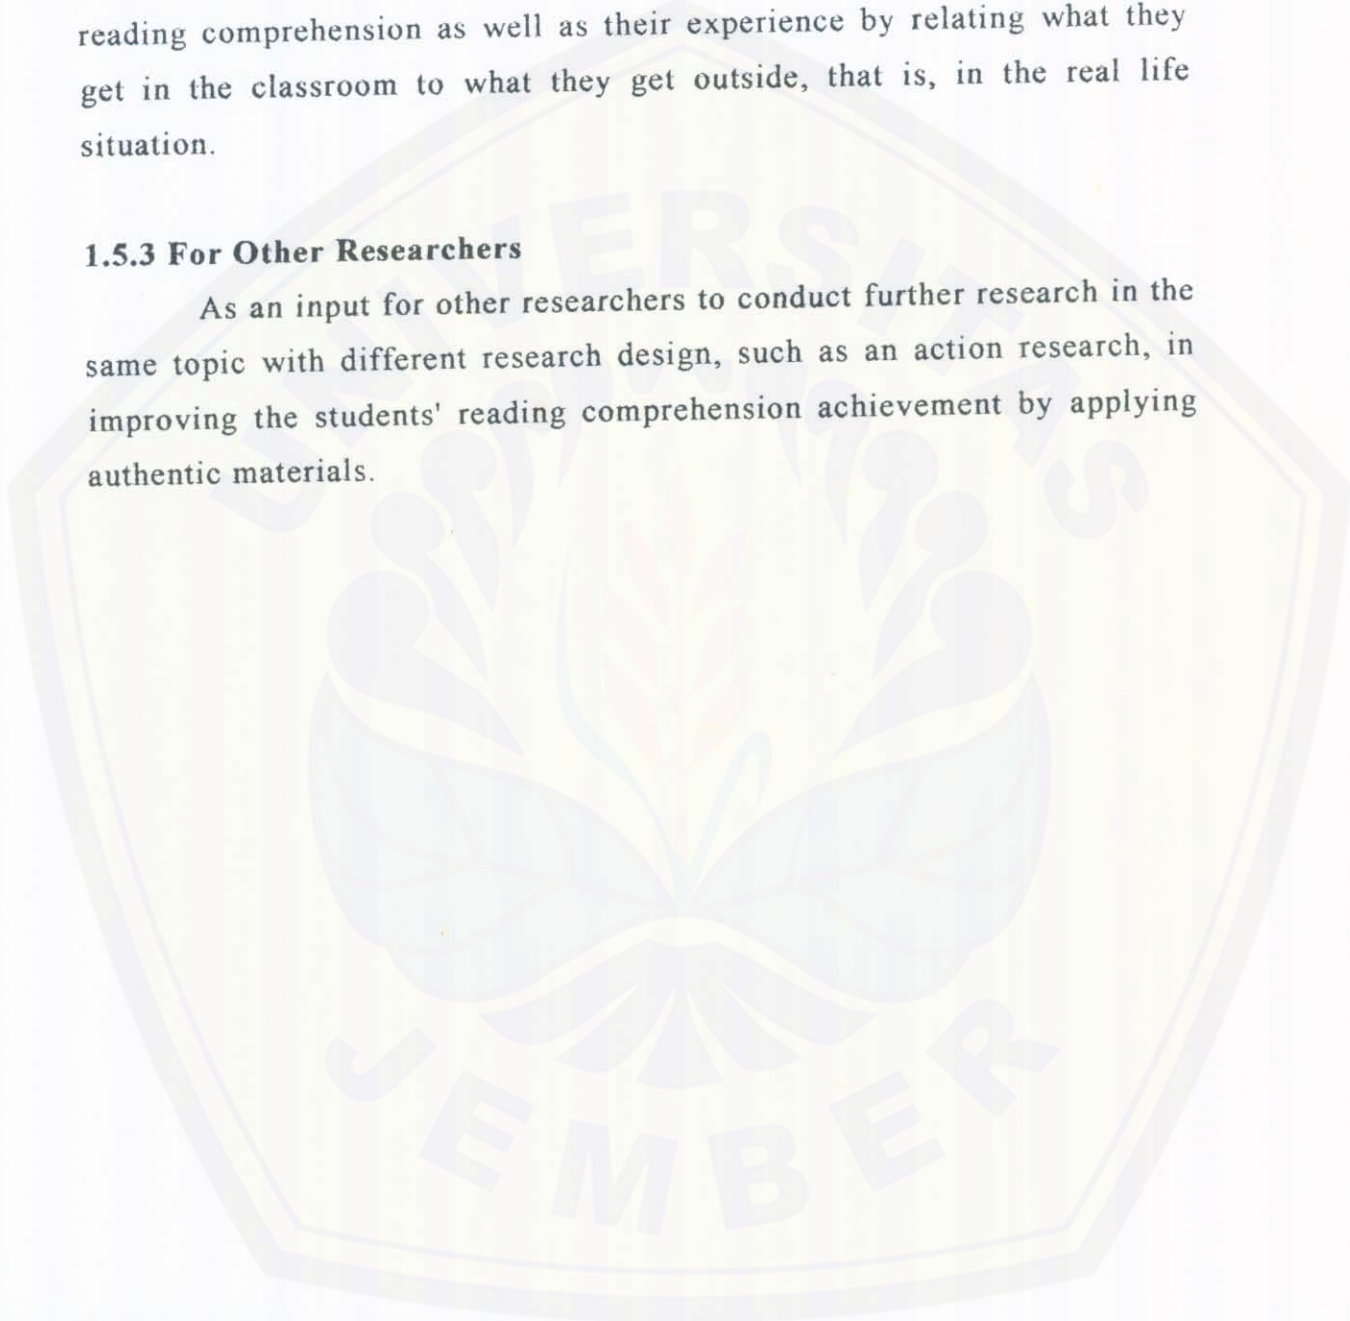 reading comprehension as well as their experience by relating what they
get in the classroom to what they get outside, that is, in the real life
situation.
1.5.3 For Other Researchers
As an input for other researchers to conduct further research in the
same topic with different research design, such as an action research, in
improving the students' reading comprehension achievement by applying
authentic materials.
UNIVERSITAS
JEMBER